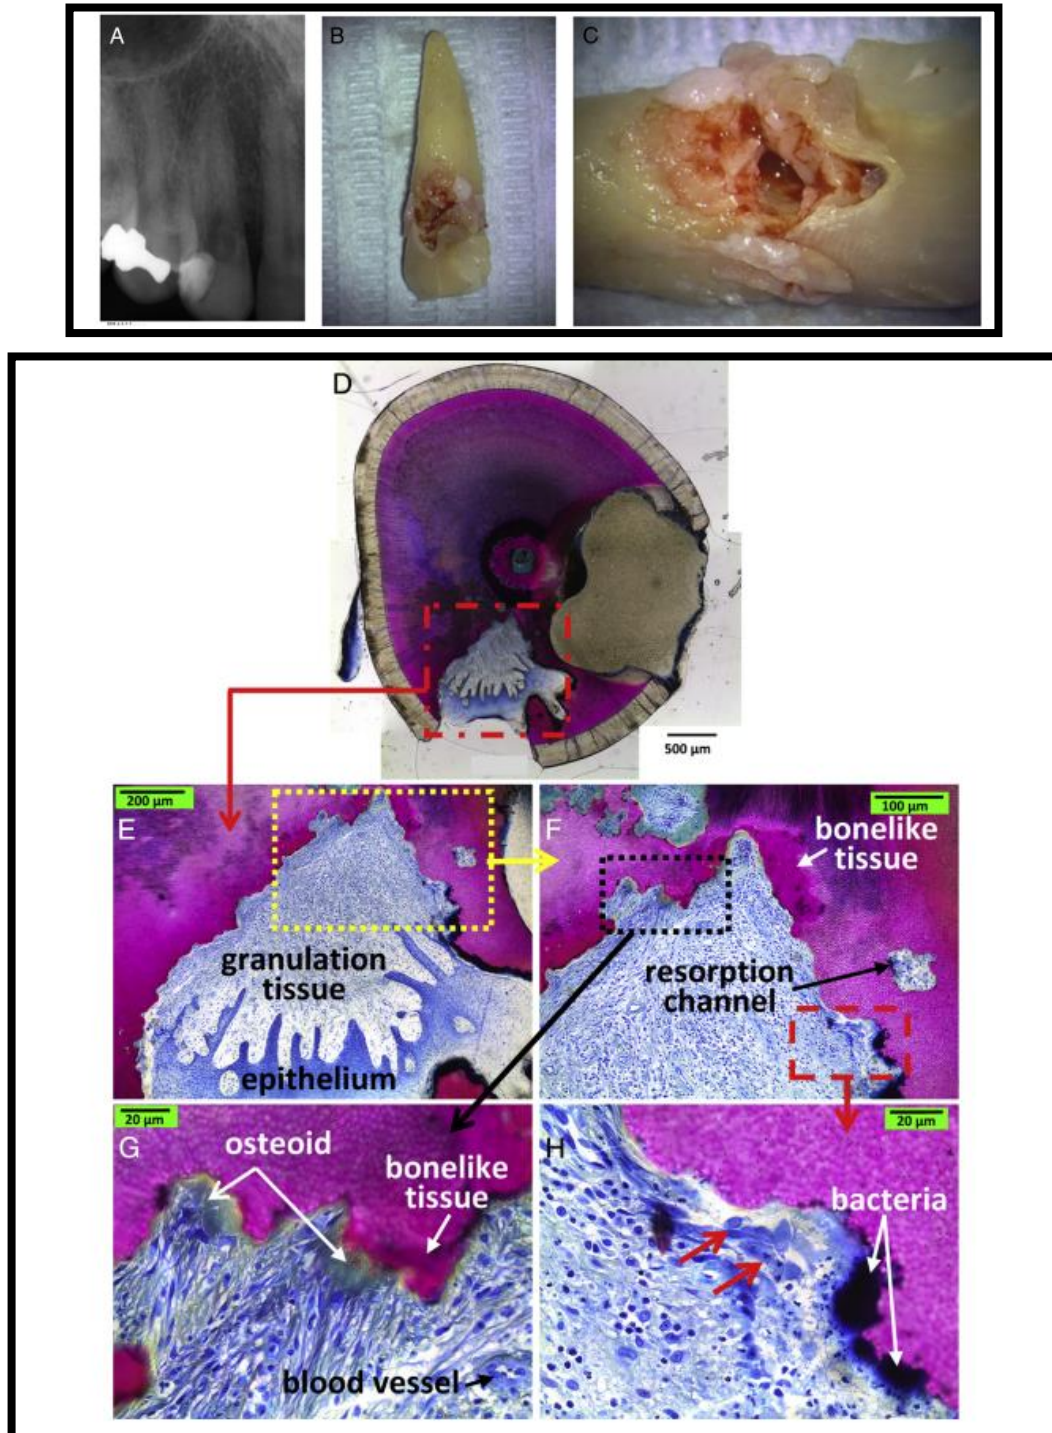 A
B
C
D
500 µm
200 µm
E
granulation
tissue
epithelium
100 µm
F
bonelike
tissue
resorption
channel
20 µm
G
osteoid
bonelike
tissue
blood vessel
20 µm
H
bacteria